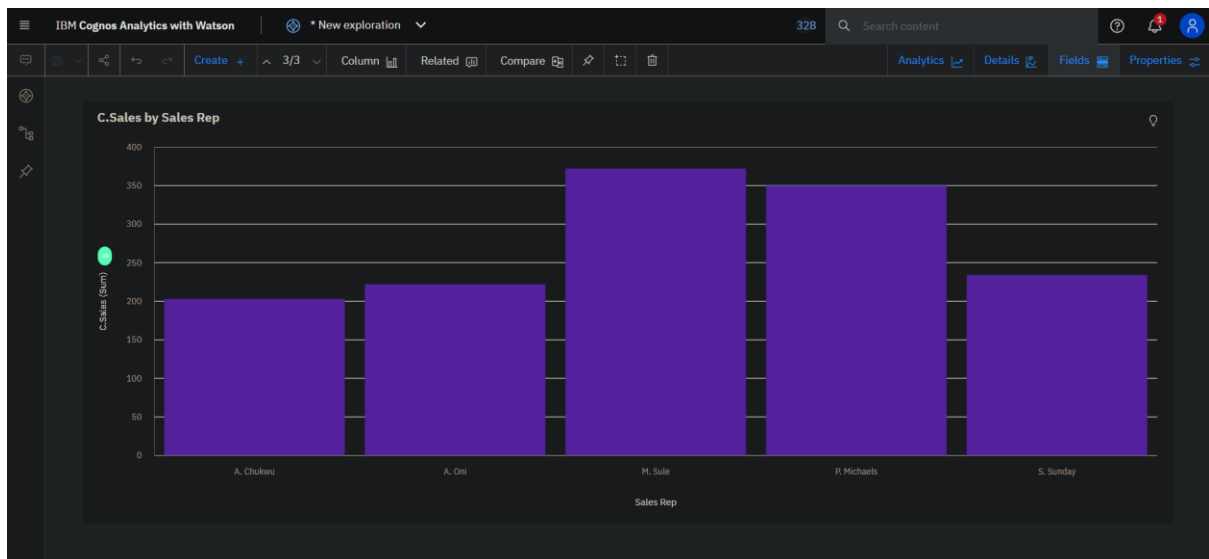 IBM Cognos Analytics with Watson
* New exploration
328
Search content
1
Create +
3/3
Column
Related
Compare
Analytics
Details
Fields
Properties
C.Sales by Sales Rep
400
350
300
250
200
150
100
50
0
C.Sales (Sum)
A. Chukwu
A. Oni
M. Sule
P. Michaels
S. Sunday
Sales Rep